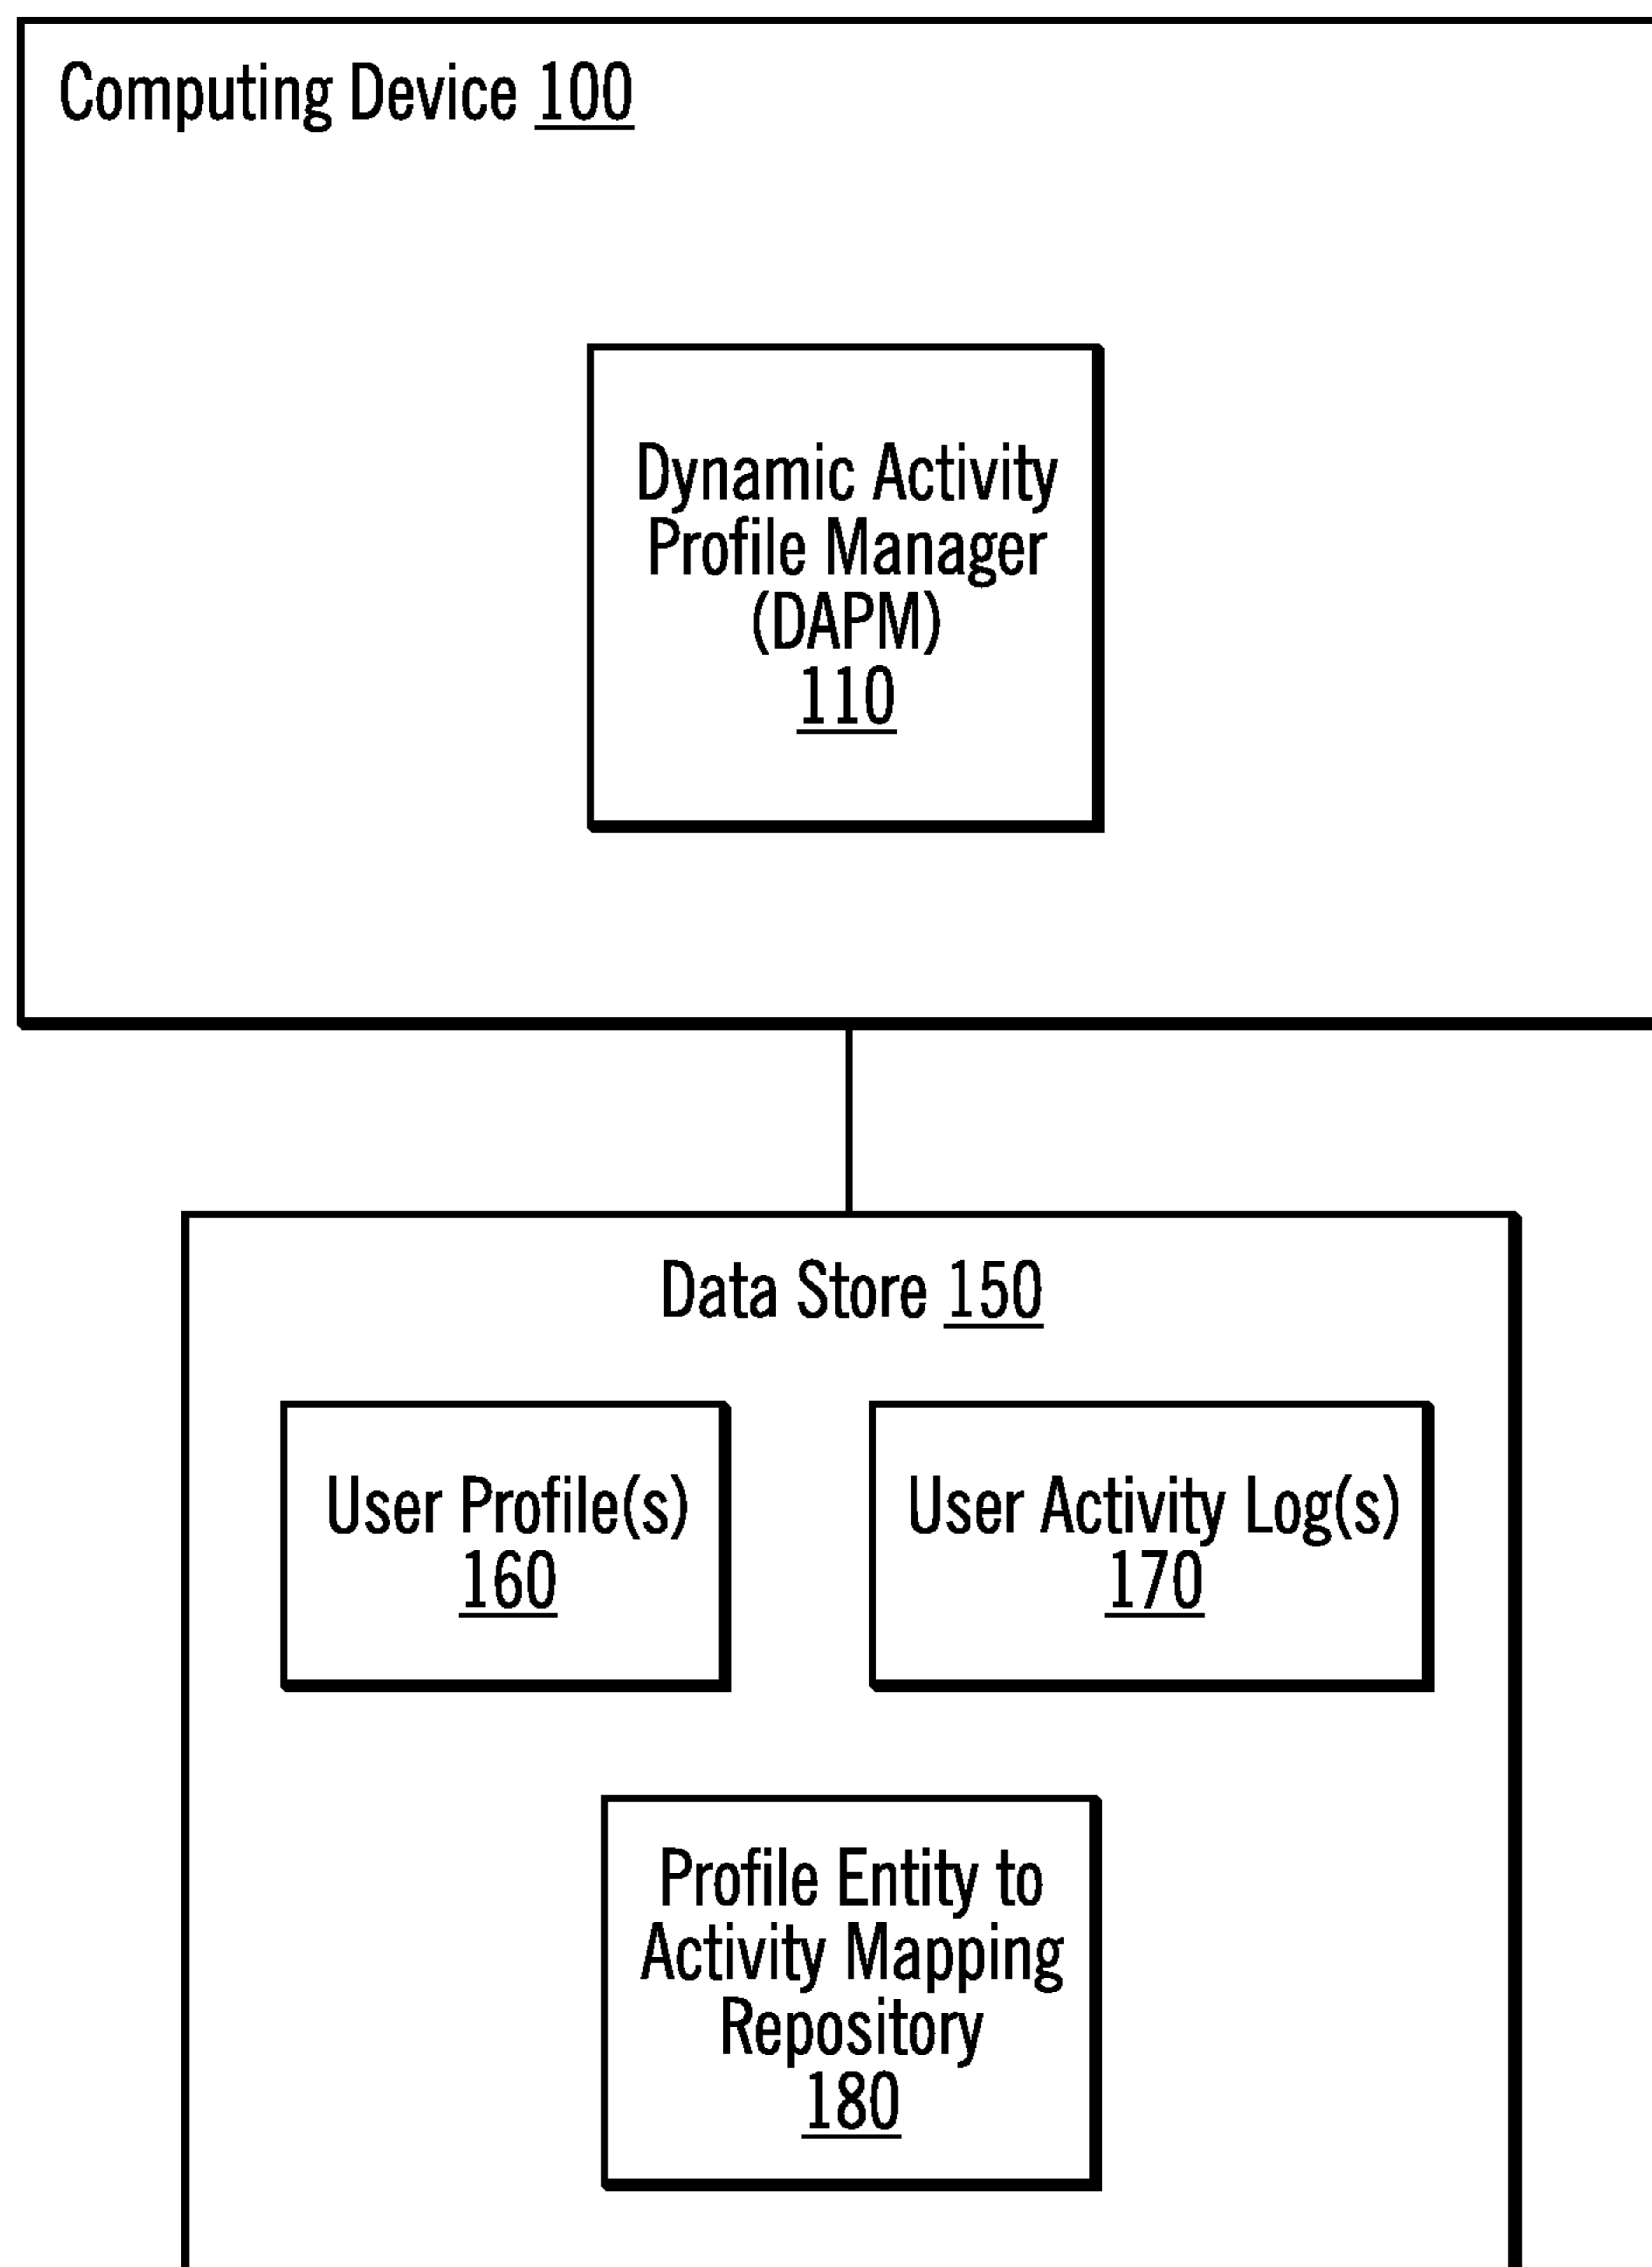 Computing Device 100
Dynamic Activity
Profile Manager
(DAPM)
110
Data Store 150
User Profile(s)
160
User Activity Log(s)
170
Profile Entity to
Activity Mapping
Repository
180